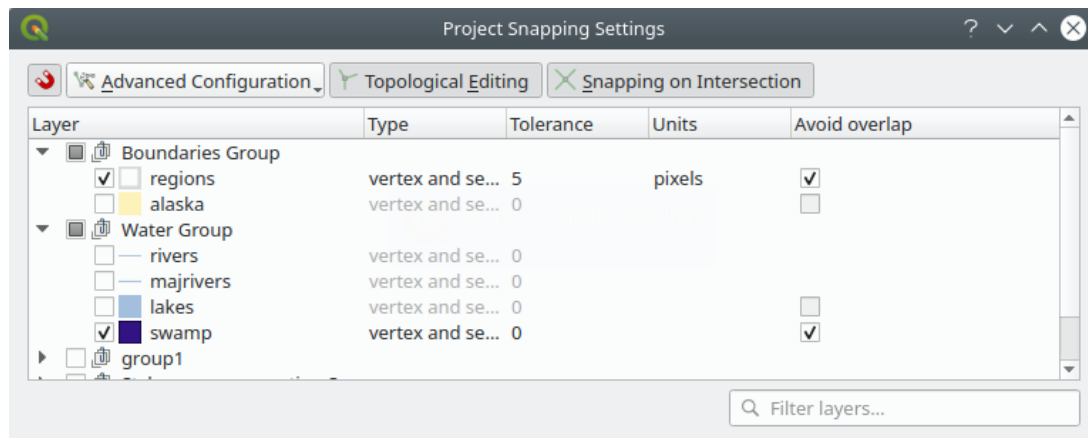 Project Snapping Settings
Advanced Configuration Topological Editing Snapping on Intersection
Layer Type Tolerance Units Avoid overlap
Boundaries Group
regions vertex and se... 5 pixels
alaska vertex and se... 0
Water Group
rivers vertex and se... 0
majrivers vertex and se... 0
lakes vertex and se... 0
swamp vertex and se... 0
group1
Filter layers...